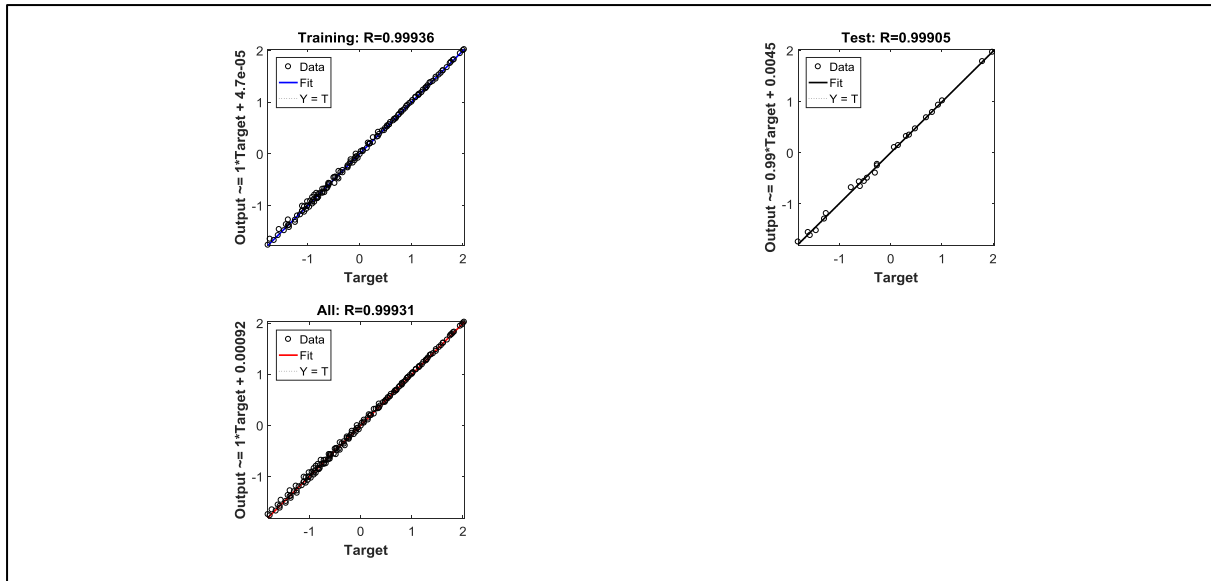 Training: R=0.99936
Output ~= 1*Target + 4.7e-05
2
1
0
-1
Data
Fit
Y = T
-1 0 1 2
Target
Test: R=0.99905
Output ~= 0.99*Target + 0.0045
2
1
0
-1
Data
Fit
Y = T
-1 0 1 2
Target
All: R=0.99931
Output ~= 1*Target + 0.00092
2
1
0
-1
Data
Fit
Y = T
-1 0 1 2
Target